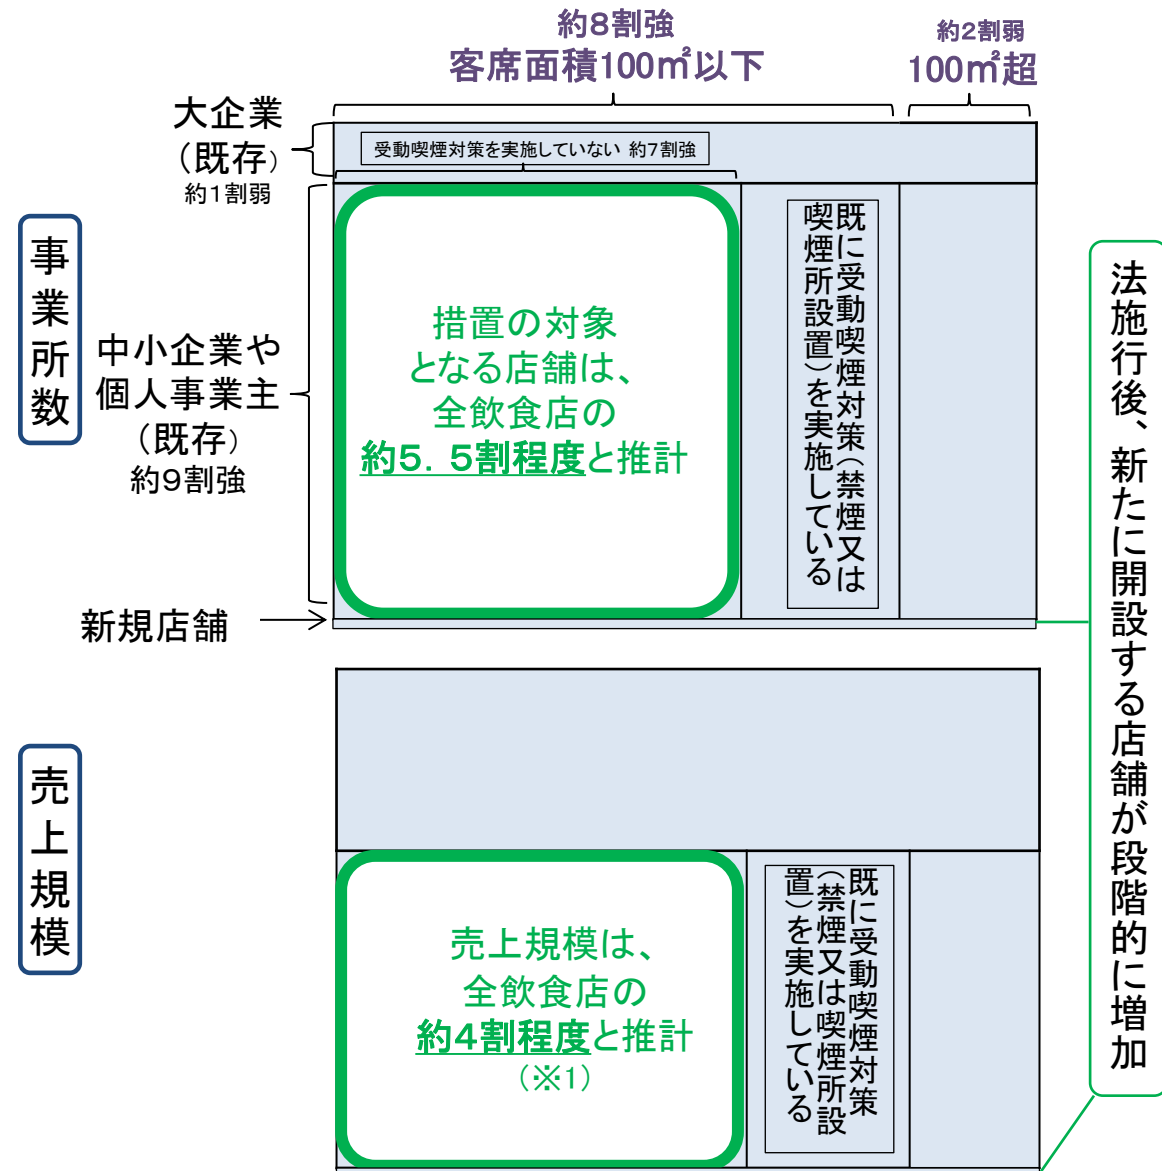 約8割強
客席面積100㎡以下
約2割弱
100㎡超
大企業
（既存）
約1割弱
受動喫煙対策を実施していない 約7割強
事業所数
中小企業や
個人事業主
（既存）
約9割強
措置の対象
となる店舗は、
全飲食店の
約5．5割程度と推計
既に受動喫煙対策（禁煙又は
喫煙所設置）を実施している
新規店舗
法施行後、新たに開設する店舗が段階的に増加
売上規模
売上規模は、
全飲食店の
約4割程度と推計
（※1）
既に受動喫煙対策
（禁煙又は喫煙所設
置）を実施している